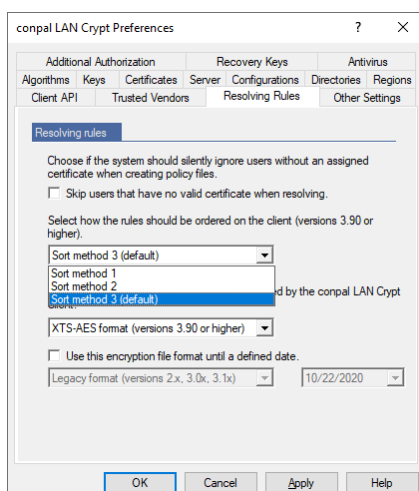 conpal LAN Crypt Preferences ? ×
Additional Authorization Recovery Keys Antivirus
Algorithms Keys Certificates Server Configurations Directories Regions
Client API Trusted Vendors Resolving Rules Other Settings
Resolving rules
Choose if the system should silently ignore users without an assigned
certificate when creating policy files.
Skip users that have no valid certificate when resolving.
Select how the rules should be ordered on the client (versions 3.90 or
higher).
Sort method 3 (default)
Sort method 1
Sort method 2
Sort method 3 (default)
by the conpal LAN Crypt
XTS-AES format (versions 3.90 or higher)
Use this encryption file format until a defined date.
Legacy format (versions 2.x, 3.0x, 3.1x) 10/22/2020
OK Cancel Apply Help